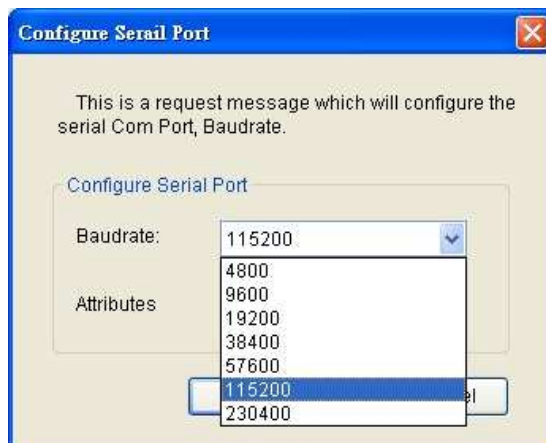 Configure Serail Port
This is a request message which will configure the
serial Com Port, Baudrate.
Configure Serial Port
Baudrate:
115200
4800
9600
19200
38400
57600
115200
230400
Attributes